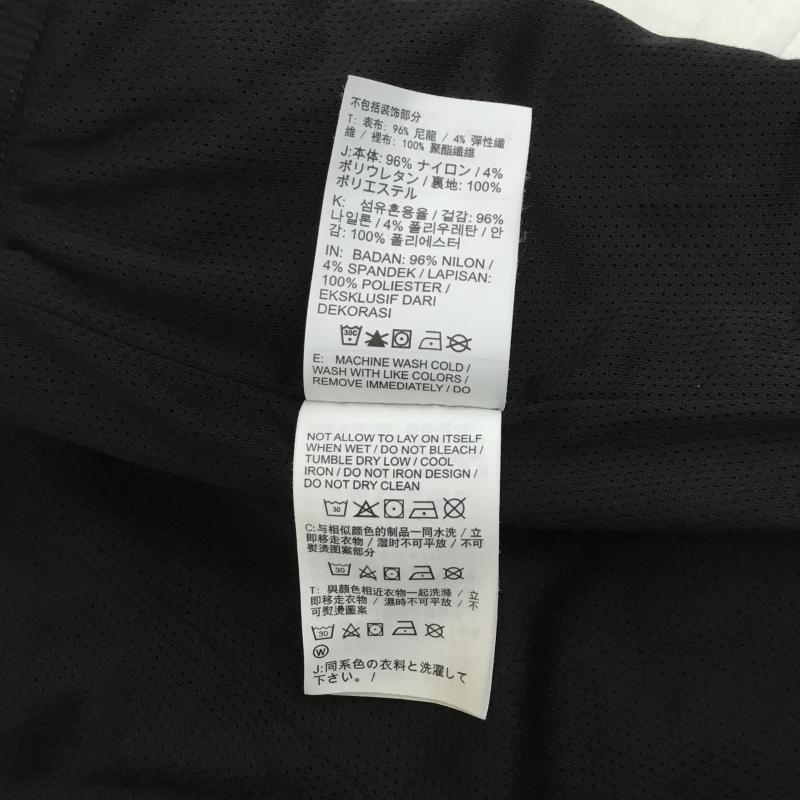 不包括装饰部分
T: 表布: 96% 尼龍 / 4% 彈性纖
維 / 裡布: 100% 聚酯纖維
J:本体: 96% ナイロン / 4%
ポリウレタン / 裏地: 100%
ポリエステル
K: 섬유혼용율 / 겉감: 96%
나일론 / 4% 폴리우레탄 / 안
감: 100% 폴리에스터
IN: BADAN: 96% NILON /
4% SPANDEK / LAPISAN:
100% POLIESTER /
EKSKLUSIF DARI
DEKORASI
30C
E: MACHINE WASH COLD /
WASH WITH LIKE COLORS /
REMOVE IMMEDIATELY / DO
NOT ALLOW TO LAY ON ITSELF
WHEN WET / DO NOT BLEACH /
TUMBLE DRY LOW / COOL
IRON / DO NOT IRON DESIGN /
DO NOT DRY CLEAN
30
C: 与相似颜色的制品一同水洗 / 立
即移走衣物 / 湿时不可平放 / 不可
熨烫图案部分
30
T: 與顏色相近衣物一起洗滌 / 立
即移走衣物 / 濕時不可平放 / 不
可熨燙圖案
30
W
J:同系色の衣料と洗濯して
下さい。 /